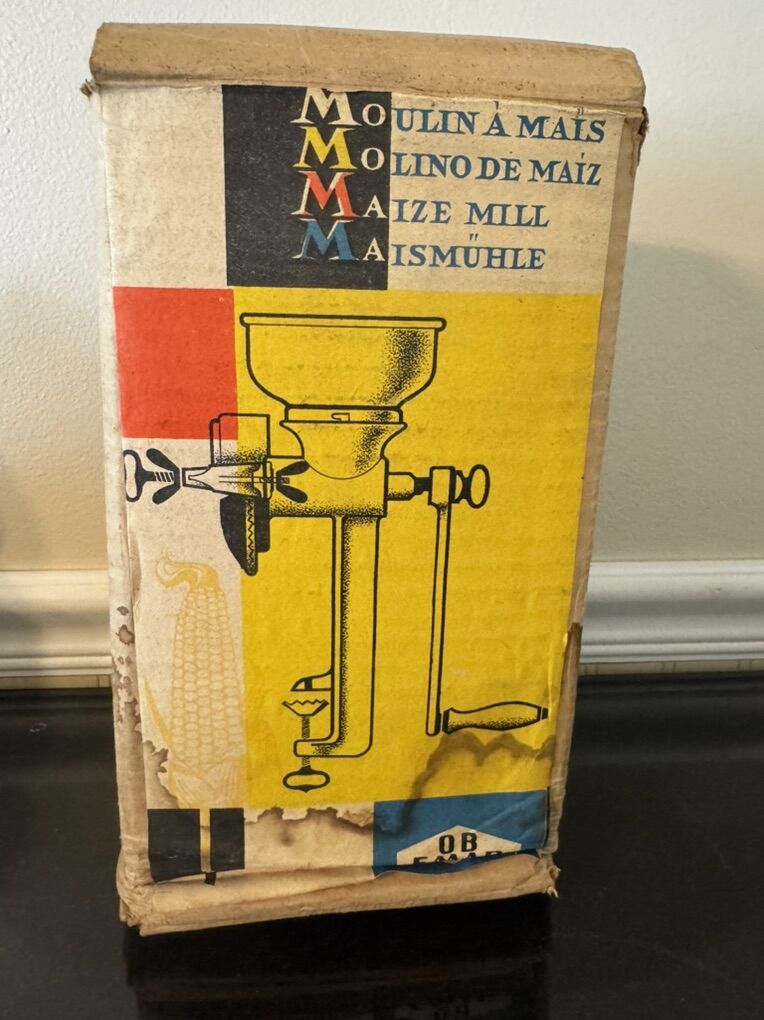 MOULIN À MAÏS
MOLINO DE MAÍZ
MAIZE MILL
MAISMÜHLE
OB